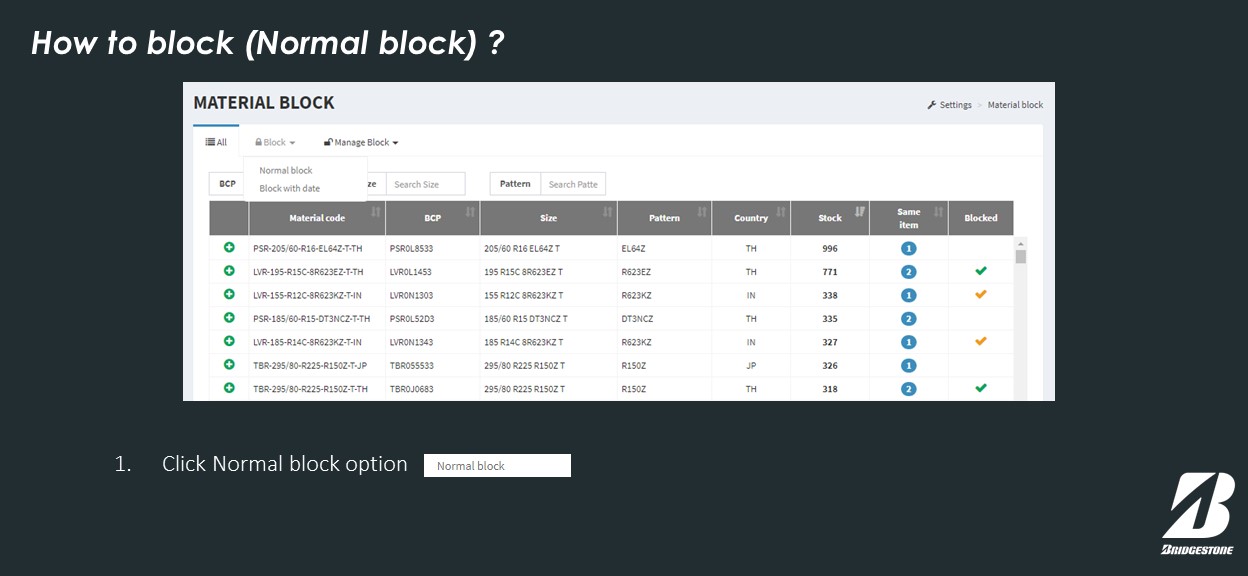 How to block (Normal block) ?
MATERIAL BLOCK
Settings > Material block
All Block Manage Block
Normal block
Block with date
BCP ze Search Size Pattern Search Patte
Material code BCP Size Pattern Country Stock Same item Blocked
PSR-205/60-R16-EL64Z-T-TH PSR0L8533 205/60 R16 EL64Z T EL64Z TH 996 1
LVR-195-R15C-8R623EZ-T-TH LVR0L1453 195 R15C 8R623EZ T R623EZ TH 771 2
LVR-155-R12C-8R623KZ-T-IN LVR0N1303 155 R12C 8R623KZ T R623KZ IN 338 1
PSR-185/60-R15-DT3NCZ-T-TH PSR0L52D3 185/60 R15 DT3NCZ T DT3NCZ TH 335 2
LVR-185-R14C-8R623KZ-T-IN LVR0N1343 185 R14C 8R623KZ T R623KZ IN 327 1
TBR-295/80-R225-R150Z-T-JP TBR055533 295/80 R225 R150Z T R150Z JP 326 1
TBR-295/80-R225-R150Z-T-TH TBR0J0683 295/80 R225 R150Z T R150Z TH 318 2
1. Click Normal block option Normal block
BRIDGESTONE